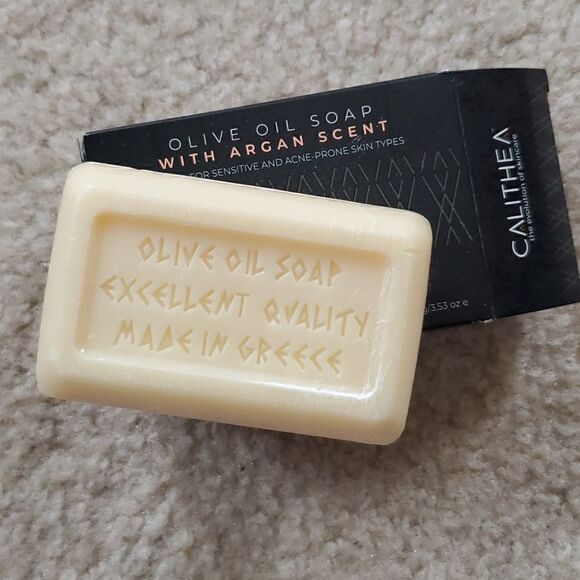 OLIVE OIL SOAP
WITH ARGAN SCENT
FOR SENSITIVE AND ACNE-PRONE SKIN TYPES
CALITHEA
the evolution of skincare
/3.53 oz e
OLIVE OIL SOAP
EXCELLENT QVALITY
MADE IN GREECE